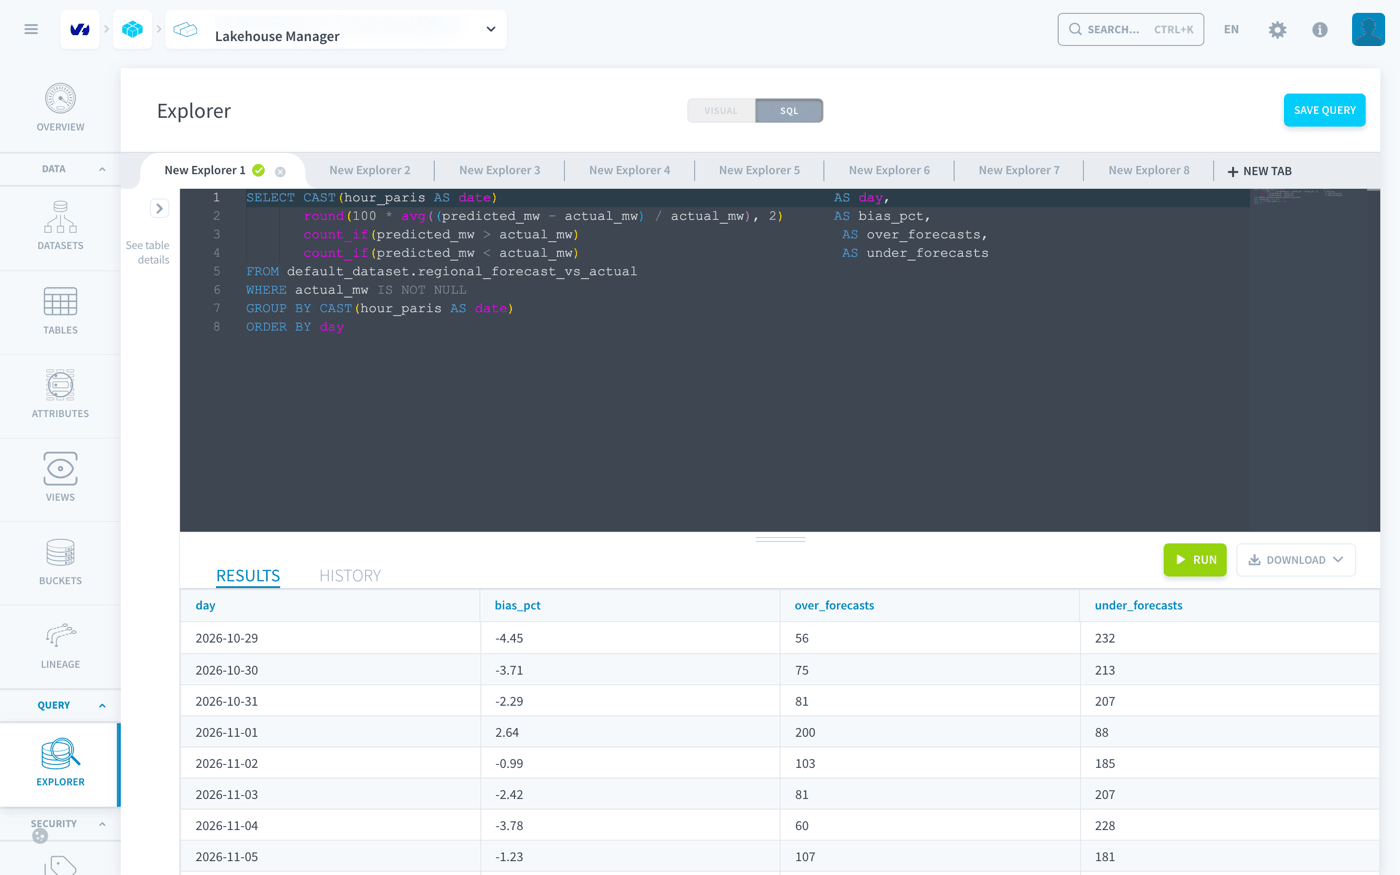 Lakehouse Manager
SEARCH... CTRL+K
EN
OVERVIEW
DATA
DATASETS
TABLES
ATTRIBUTES
VIEWS
BUCKETS
LINEAGE
QUERY
EXPLORER
SECURITY
Explorer
VISUAL SQL
SAVE QUERY
New Explorer 1 New Explorer 2 New Explorer 3 New Explorer 4 New Explorer 5 New Explorer 6 New Explorer 7 New Explorer 8 + NEW TAB
See table
details
1 SELECT CAST(hour_paris AS date) AS day,
2 round(100 * avg((predicted_mw - actual_mw) / actual_mw), 2) AS bias_pct,
3 count_if(predicted_mw > actual_mw) AS over_forecasts,
4 count_if(predicted_mw < actual_mw) AS under_forecasts
5 FROM default_dataset.regional_forecast_vs_actual
6 WHERE actual_mw IS NOT NULL
7 GROUP BY CAST(hour_paris AS date)
8 ORDER BY day
RUN
DOWNLOAD
RESULTS HISTORY
day bias_pct over_forecasts under_forecasts
2026-10-29 -4.45 56 232
2026-10-30 -3.71 75 213
2026-10-31 -2.29 81 207
2026-11-01 2.64 200 88
2026-11-02 -0.99 103 185
2026-11-03 -2.42 81 207
2026-11-04 -3.78 60 228
2026-11-05 -1.23 107 181